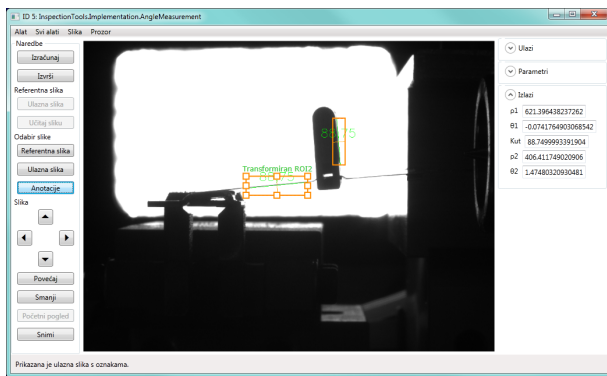 ID 5: InspectionTools.Implementation.AngleMeasurement
Alat Svi alati Slika Prozor
Naredbe
Izračunaj
Izvrši
Referentna slika
Ulazna slika
Učitaj sliku
Odabir slike
Referentna slika
Ulazna slika
Anotacije
Slika
Povećaj
Smanji
Početni pogled
Snimi
88,75
Transformiran ROI2
88,75
Ulazi
Parametri
Izlazi
p1 621.396438237262
θ1 -0.0741764903068542
Kut 88.7499993391904
p2 406.411749020906
θ2 1.47480320930481
Prikazana je ulazna slika s oznakama.